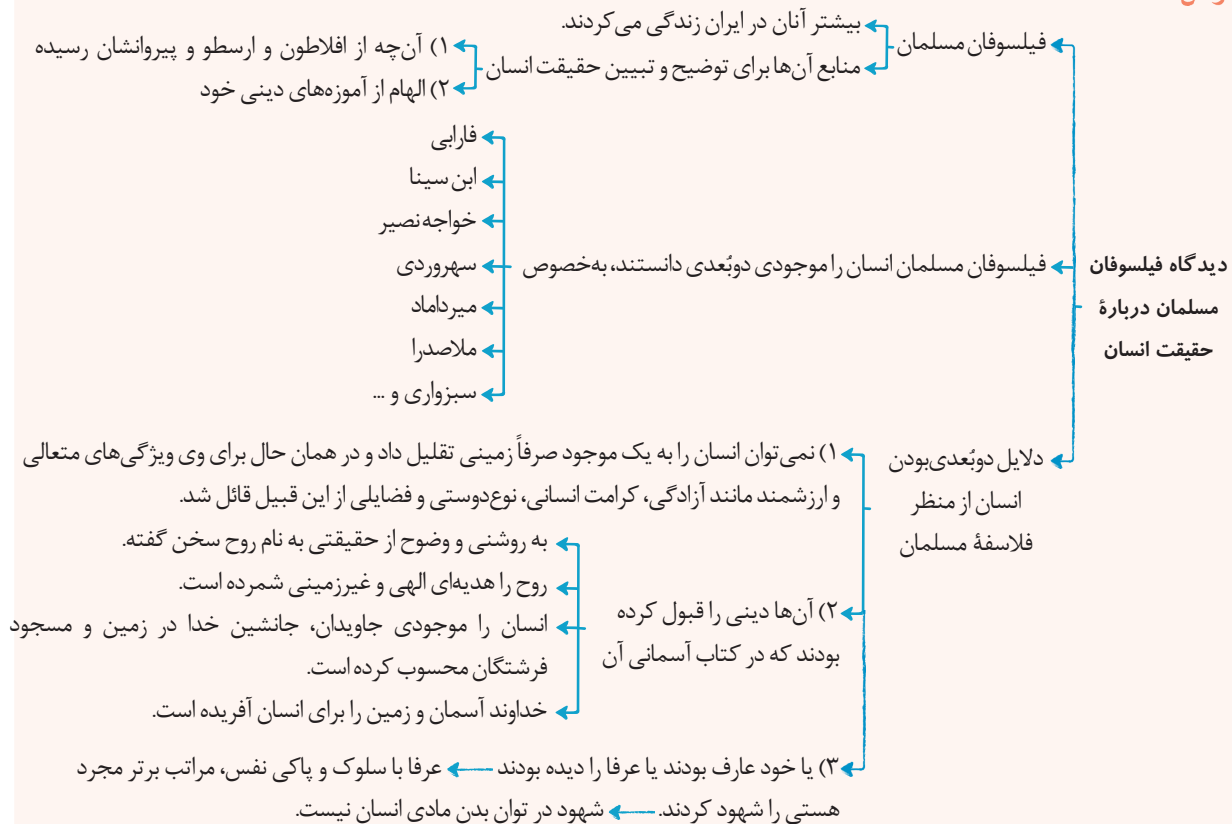 دیدگاه فیلسوفان
مسلمان دربارهٔ
حقیقت انسان
فیلسوفان مسلمان
بیشتر آنان در ایران زندگی می‌کردند.
منابع آن‌ها برای توضیح و تبیین حقیقت انسان
۱) آن‌چه از افلاطون و ارسطو و پیروانشان رسیده
۲) الهام از آموزه‌های دینی خود
فیلسوفان مسلمان انسان را موجودی دوبُعدی دانستند، به‌خصوص
فارابی
ابن سینا
خواجه‌نصیر
سهروردی
میرداماد
ملاصدرا
سبزواری و ...
دلایل دوبُعدی‌بودن
انسان از منظر
فلاسفهٔ مسلمان
۱) نمی‌توان انسان را به یک موجود صرفاً زمینی تقلیل داد و در همان حال برای وی ویژگی‌های متعالی
و ارزشمند مانند آزادگی، کرامت انسانی، نوع‌دوستی و فضایلی از این قبیل قائل شد.
۲) آن‌ها دینی را قبول کرده
بودند که در کتاب آسمانی آن
به روشنی و وضوح از حقیقتی به نام روح سخن گفته.
روح را هدیه‌ای الهی و غیرزمینی شمرده است.
انسان را موجودی جاویدان، جانشین خدا در زمین و مسجود
فرشتگان محسوب کرده است.
خداوند آسمان و زمین را برای انسان آفریده است.
۳) یا خود عارف بودند یا عرفا را دیده بودند عرفا با سلوک و پاکی نفس، مراتب برتر مجرد
هستی را شهود کردند. شهود در توان بدن مادی انسان نیست.